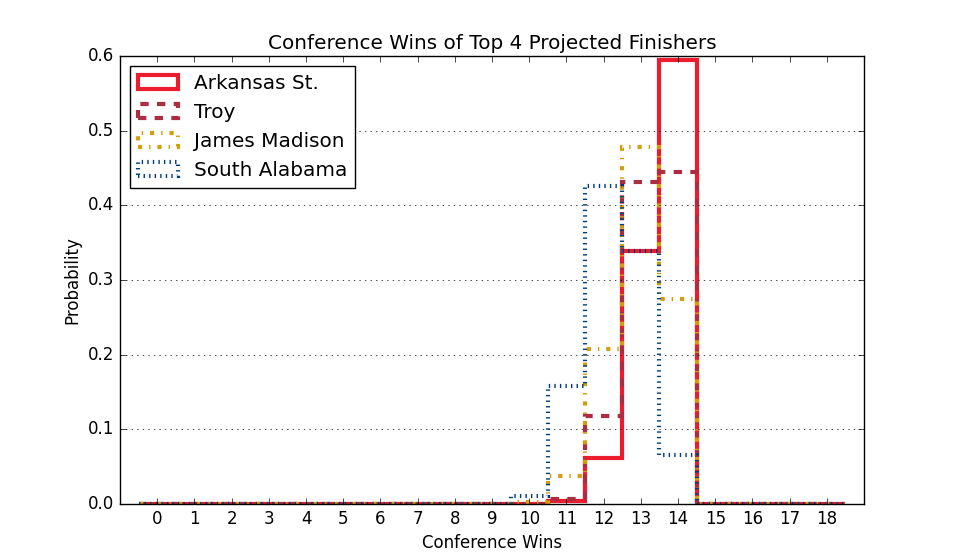 Conference Wins of Top 4 Projected Finishers
0.6
0.5
0.4
0.3
0.2
0.1
0.0
Probability
Arkansas St.
Troy
James Madison
South Alabama
0 1 2 3 4 5 6 7 8 9 10 11 12 13 14 15 16 17 18
Conference Wins